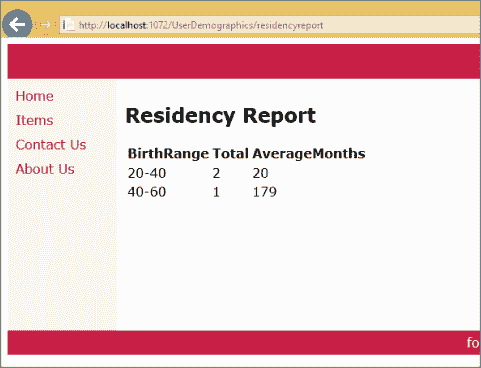 http://localhost:1072/UserDemographics/residencyreport
Home
Items
Contact Us
About Us
Residency Report
BirthRange Total AverageMonths
20-40 2 20
40-60 1 179
fo